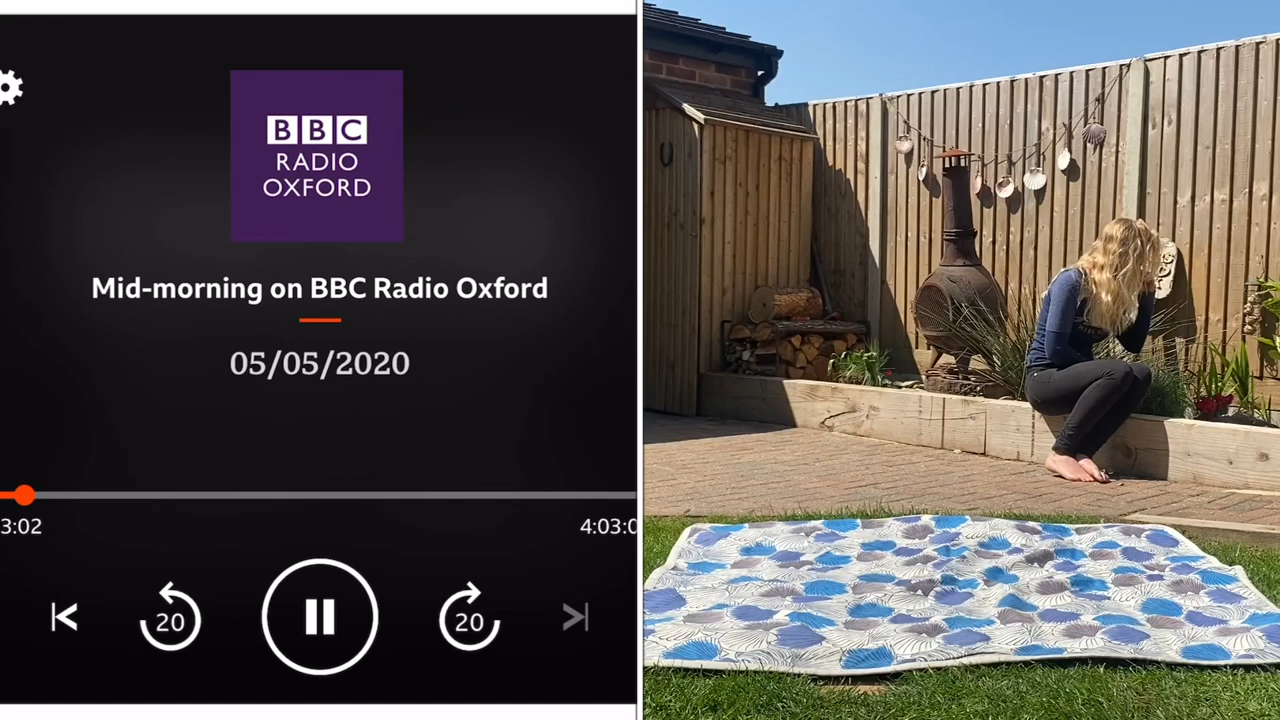 BBC
RADIO
OXFORD
Mid-morning on BBC Radio Oxford
05/05/2020
3:02
4:03:0
20
20